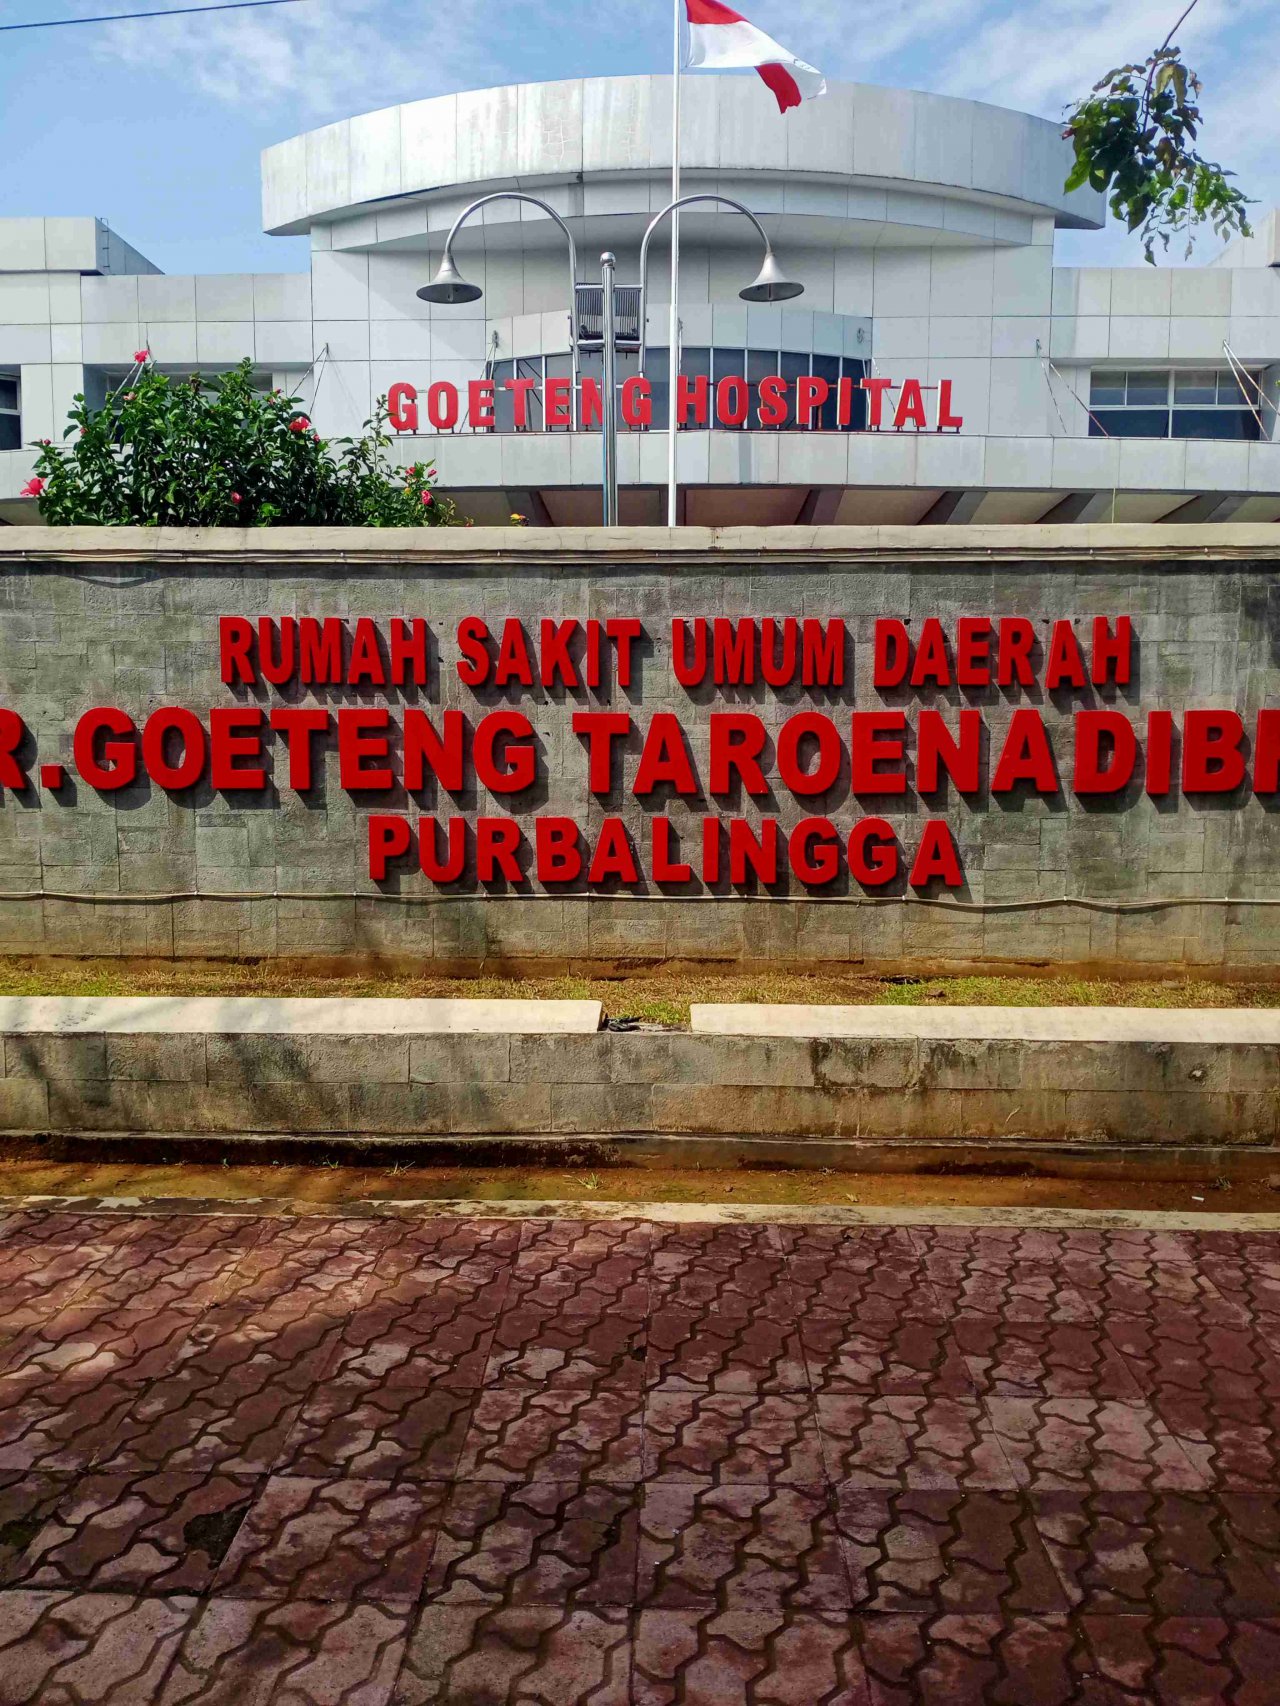 GOETENG HOSPITAL
RUMAH SAKIT UMUM DAERAH
R.GOETENG TAROENADIB
PURBALINGGA